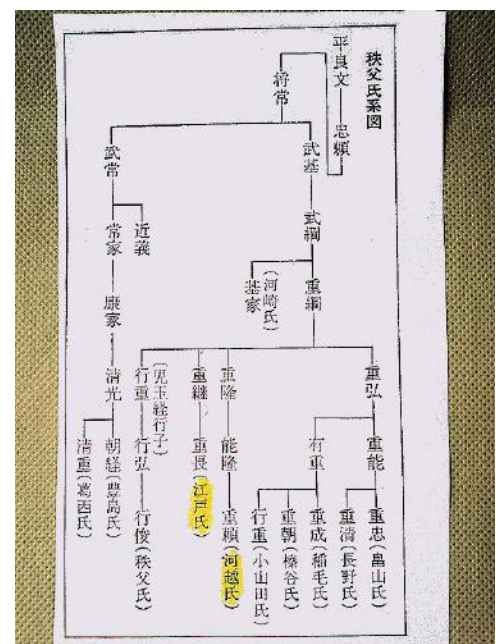 秩父氏系図
平良文
忠頼
将常
武基
武綱
重綱
基家
(河崎氏)
重弘
重能
重忠(畠山氏)
重清(長野氏)
有重
重成(稲毛氏)
重朝(榛谷氏)
行重(小山田氏)
重隆
能隆
重頼(河越氏)
重継
重長(江戸氏)
行重
(児玉経行子)
行弘
行俊(秩父氏)
武常
近義
常家
康家
清光
朝経(豊島氏)
清重(葛西氏)